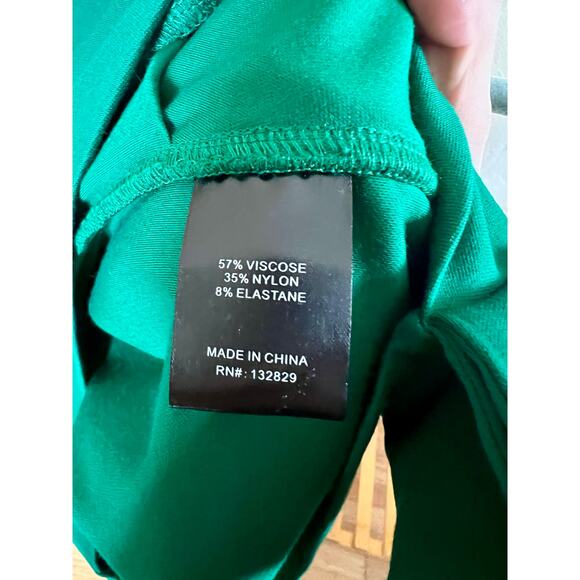 57% VISCOSE
35% NYLON
8% ELASTANE
MADE IN CHINA
RN#: 132829